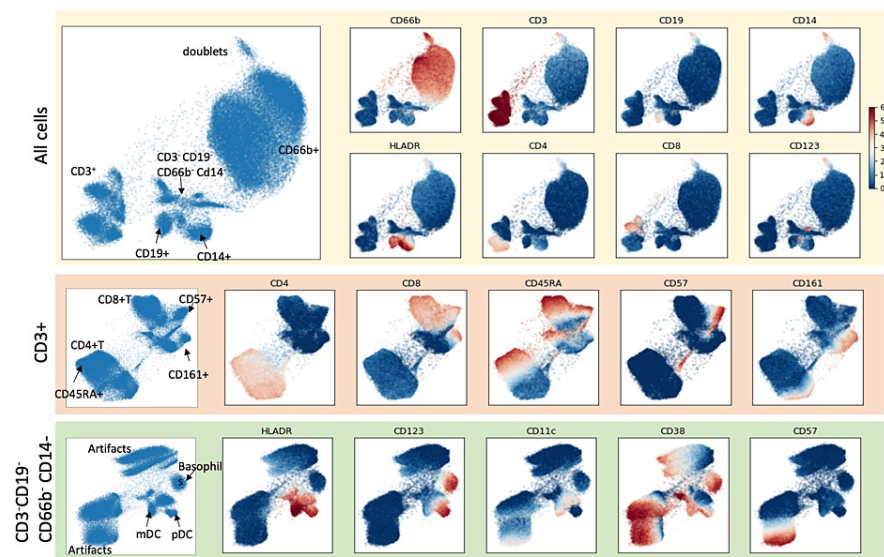 All cells
doublets
CD66b+
CD3⁺
CD3⁻ CD19⁻
CD66b⁻ Cd14⁻
CD19+
CD14+
CD66b
CD3
CD19
CD14
HLADR
CD4
CD8
CD123
6
5
4
3
2
1
0
CD3+
CD8+T
CD57+
CD4+T
CD161+
CD45RA+
CD4
CD8
CD45RA
CD57
CD161
CD3⁻CD19⁻
CD66b⁻ CD14-
Artifacts
Basophil
s
mDC
pDC
Artifacts
HLADR
CD123
CD11c
CD38
CD57